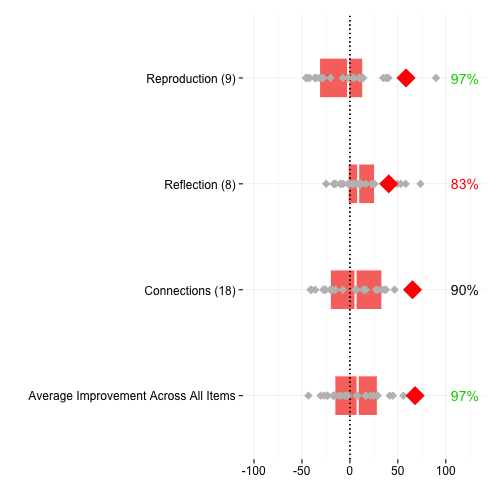 Reproduction (9) 97%
Reflection (8) 83%
Connections (18) 90%
Average Improvement Across All Items 97%
-100 -50 0 50 100